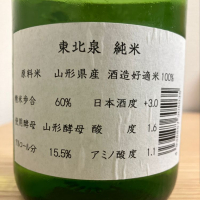 東北泉 純米
原料米 山形県産 酒造好適米100%
精米歩合 60% 日本酒度 +3.0
使用酵母 山形酵母 酸 度 1.6
アルコール分 15.5% アミノ酸度 1.1